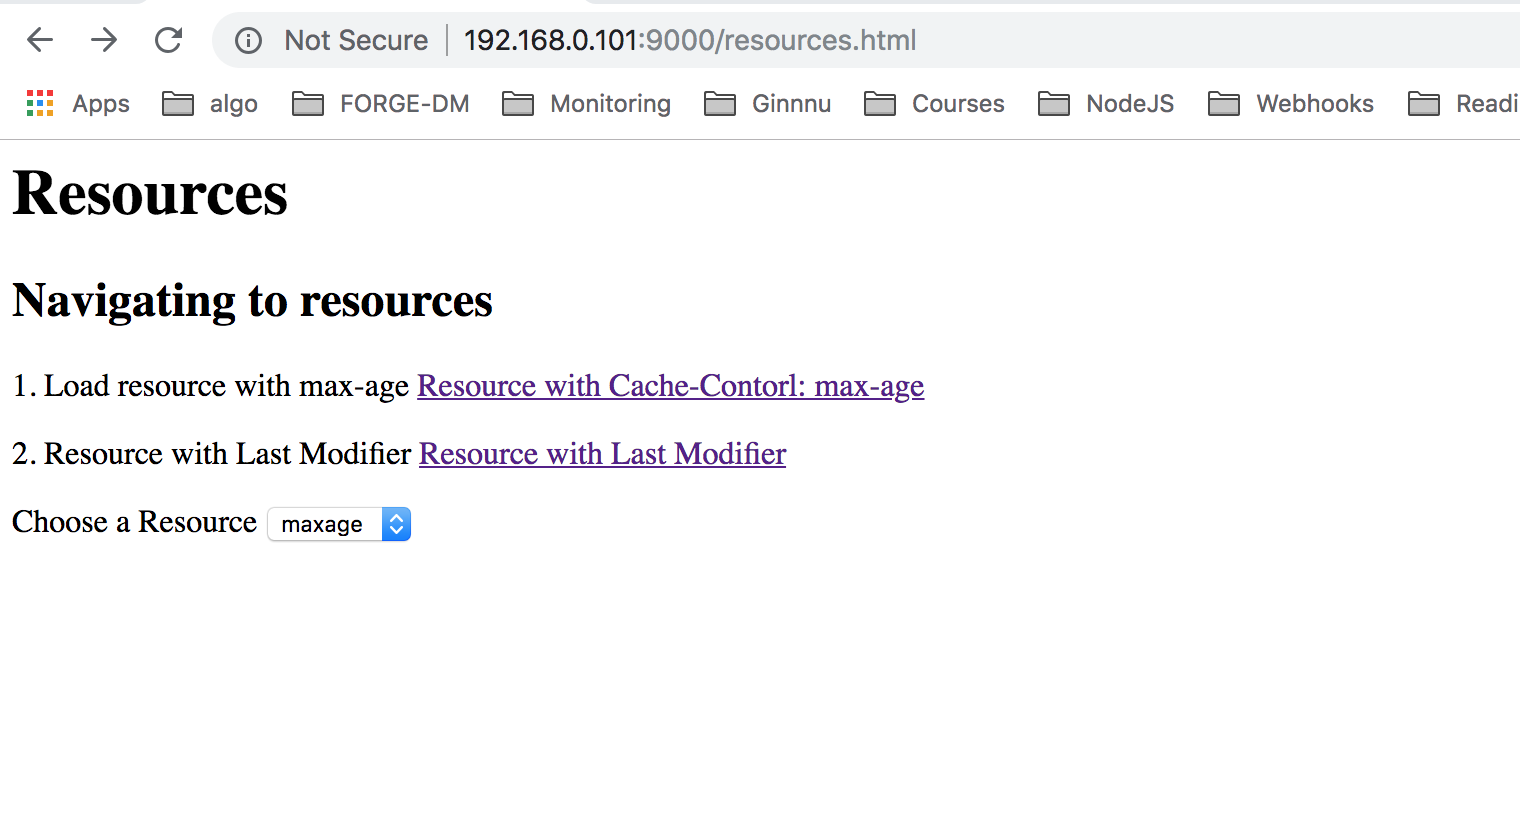 Not Secure 192.168.0.101:9000/resources.html
Apps algo FORGE-DM Monitoring Ginnnu Courses NodeJS Webhooks Readi
Resources
Navigating to resources
1. Load resource with max-age Resource with Cache-Contorl: max-age
2. Resource with Last Modifier Resource with Last Modifier
Choose a Resource maxage